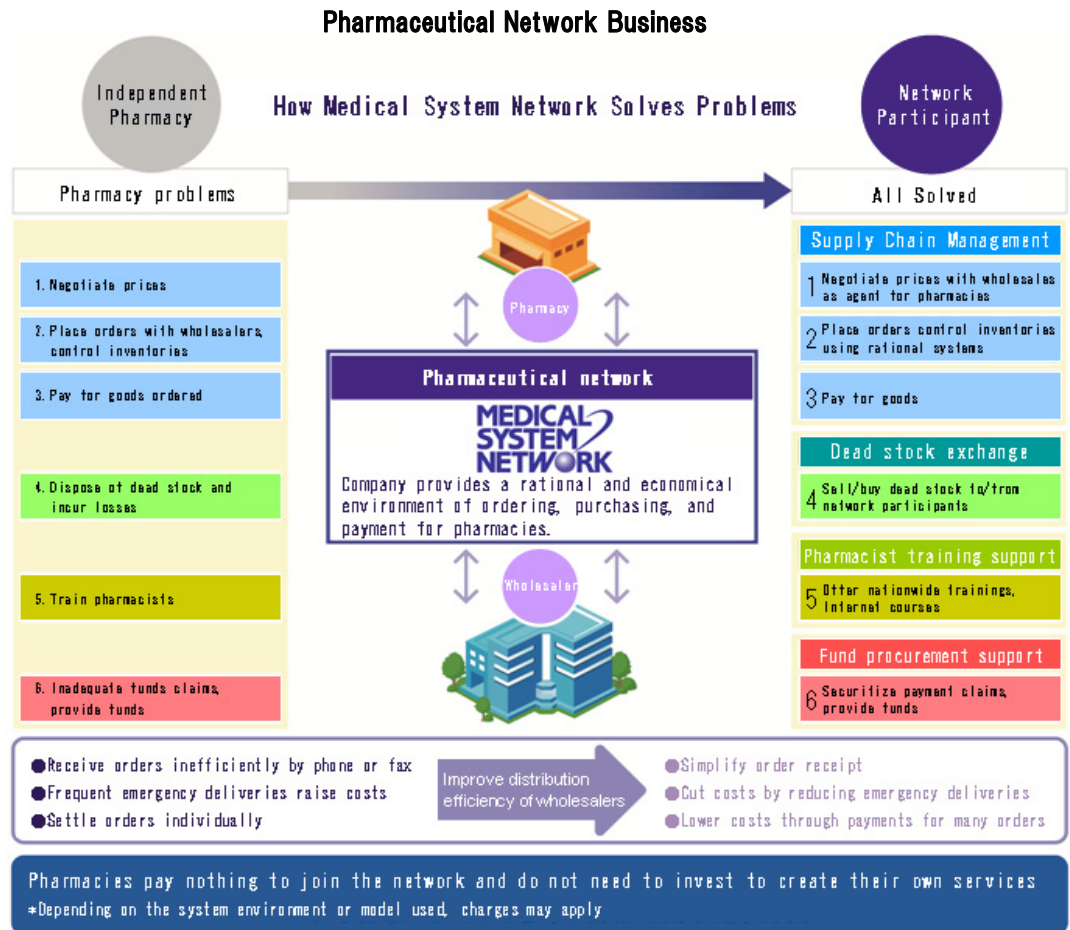 Pharmaceutical Network Business
Independent
Pharmacy
How Medical System Network Solves Problems
Network
Participant
Pharmacy problems
All Solved
1. Negotiate prices
2. Place orders with wholesalers,
control inventories
3. Pay for goods ordered
4. Dispose of dead stock and
incur losses
5. Train pharmacists
6. Inadequate funds claims,
provide funds
Pharmacy
Pharmaceutical network
MEDICAL
SYSTEM
NETWORK
Company provides a rational and economical
environment of ordering, purchasing, and
payment for pharmacies.
Wholesaler
Supply Chain Management
1 Negotiate prices with wholesales
as agent for pharmacies
2 Place orders control inventories
using rational systems
3 Pay for goods
Dead stock exchange
4 Sell/buy dead stock to/from
network participants
Pharmacist training support
5 Offer nationwide trainings,
Internet courses
Fund procurement support
6 Securitize payment claims,
provide funds
●Receive orders inefficiently by phone or fax
●Frequent emergency deliveries raise costs
●Settle orders individually
Improve distribution
efficiency of wholesalers
●Simplify order receipt
●Cut costs by reducing emergency deliveries
●Lower costs through payments for many orders
Pharmacies pay nothing to join the network and do not need to invest to create their own services
*Depending on the system environment or model used, charges may apply